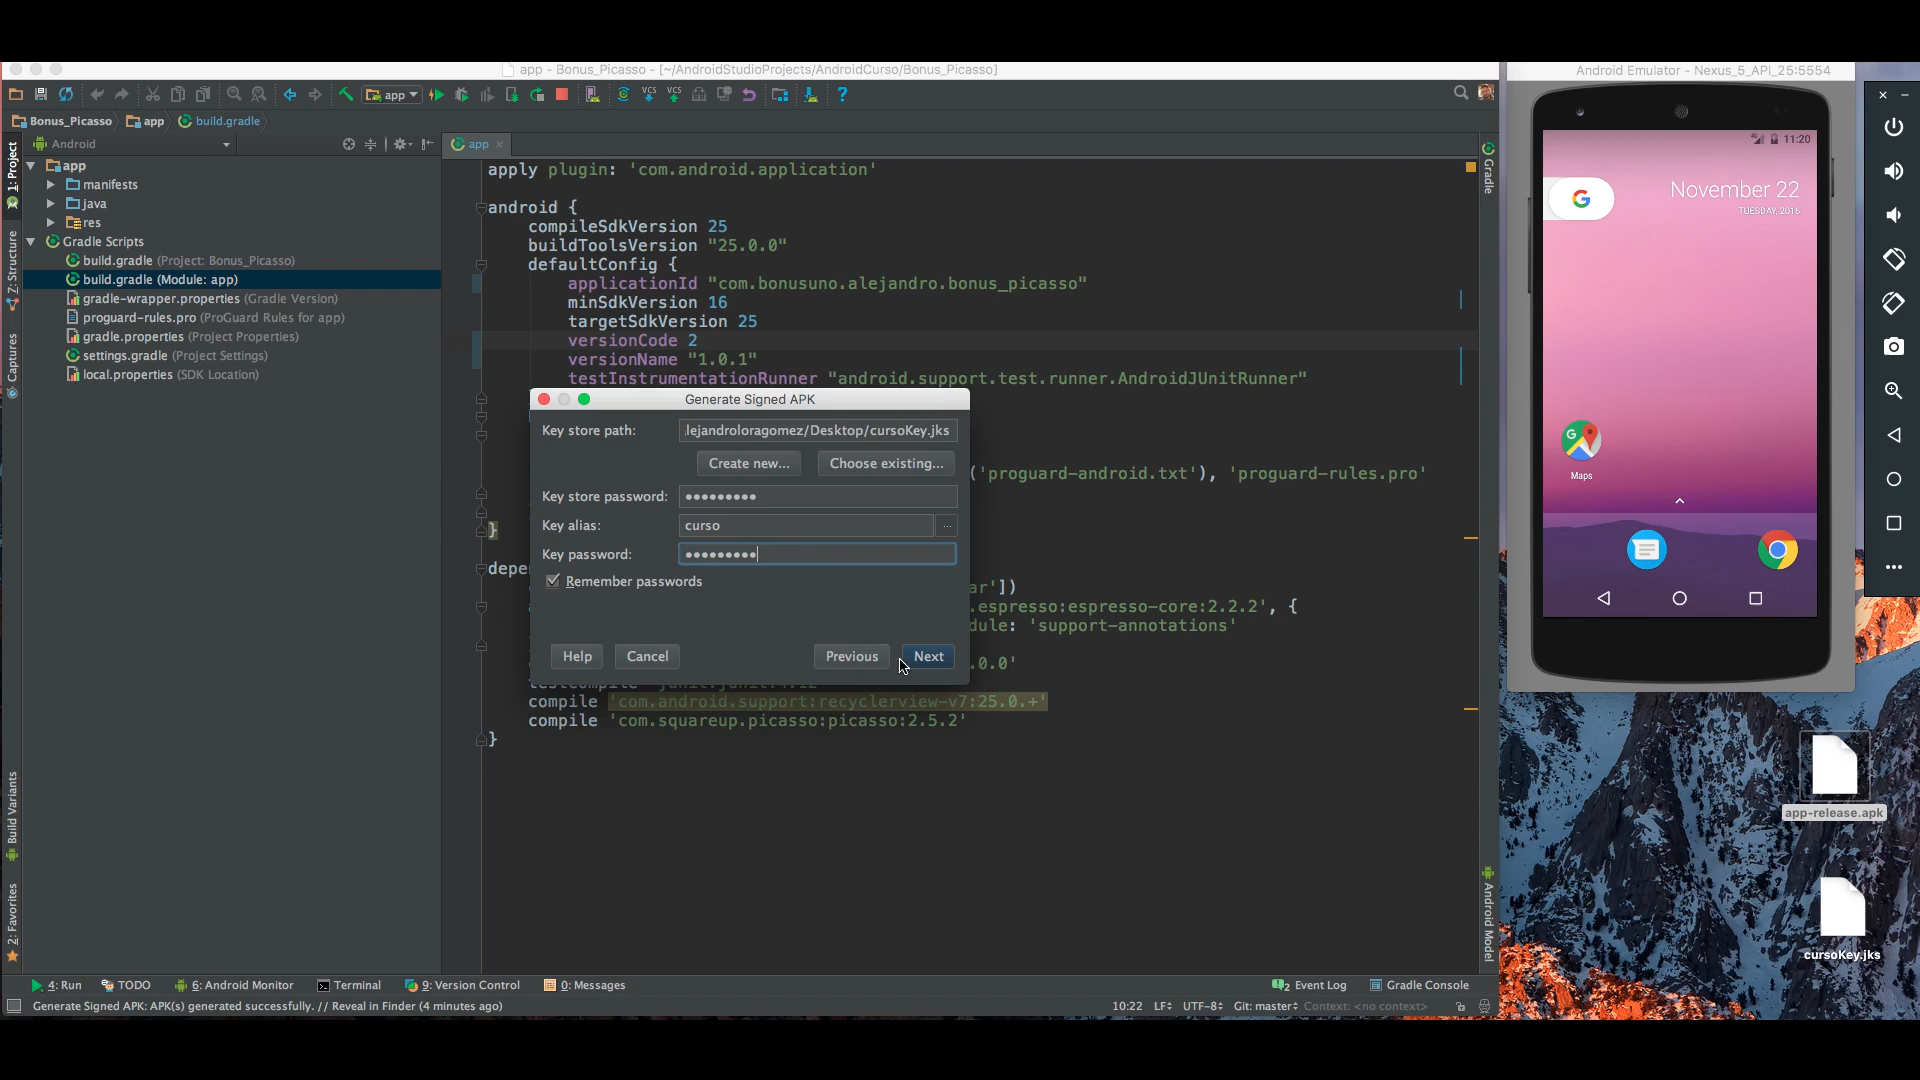 app - Bonus_Picasso - [~/AndroidStudioProjects/AndroidCurso/Bonus_Picasso]
Android Emulator - Nexus_5_API_25:5554
app
VCS VCS
Bonus_Picasso app build.gradle
Android
app
1: Project
Z: Structure
Captures
Build Variants
2: Favorites
app
manifests
java
res
Gradle Scripts
build.gradle (Project: Bonus_Picasso)
build.gradle (Module: app)
gradle-wrapper.properties (Gradle Version)
proguard-rules.pro (ProGuard Rules for app)
gradle.properties (Project Properties)
settings.gradle (Project Settings)
local.properties (SDK Location)
apply plugin: 'com.android.application'
android {
compileSdkVersion 25
buildToolsVersion "25.0.0"
defaultConfig {
applicationId "com.bonusuno.alejandro.bonus_picasso"
minSdkVersion 16
targetSdkVersion 25
versionCode 2
versionName "1.0.1"
testInstrumentationRunner "android.support.test.runner.AndroidJUnitRunner"
('proguard-android.txt'), 'proguard-rules.pro'
}
depe
ar'])
.espresso:espresso-core:2.2.2', {
dule: 'support-annotations'
.0.0'
compile 'com.android.support:recyclerview-v7:25.0.+'
compile 'com.squareup.picasso:picasso:2.5.2'
}
Generate Signed APK
Key store path: lejandroloragomez/Desktop/cursoKey.jks
Create new... Choose existing...
Key store password: •••••••••
Key alias: curso ...
Key password: •••••••••
Remember passwords
Help Cancel Previous Next
Gradle
Android Model
11:20
G
November 22
TUESDAY, 2016
Maps
app-release.apk
cursoKey.jks
4: Run TODO 6: Android Monitor Terminal 9: Version Control 0: Messages 2 Event Log Gradle Console
Generate Signed APK: APK(s) generated successfully. // Reveal in Finder (4 minutes ago) 10:22 LF UTF-8 Git: master Context: <no context>